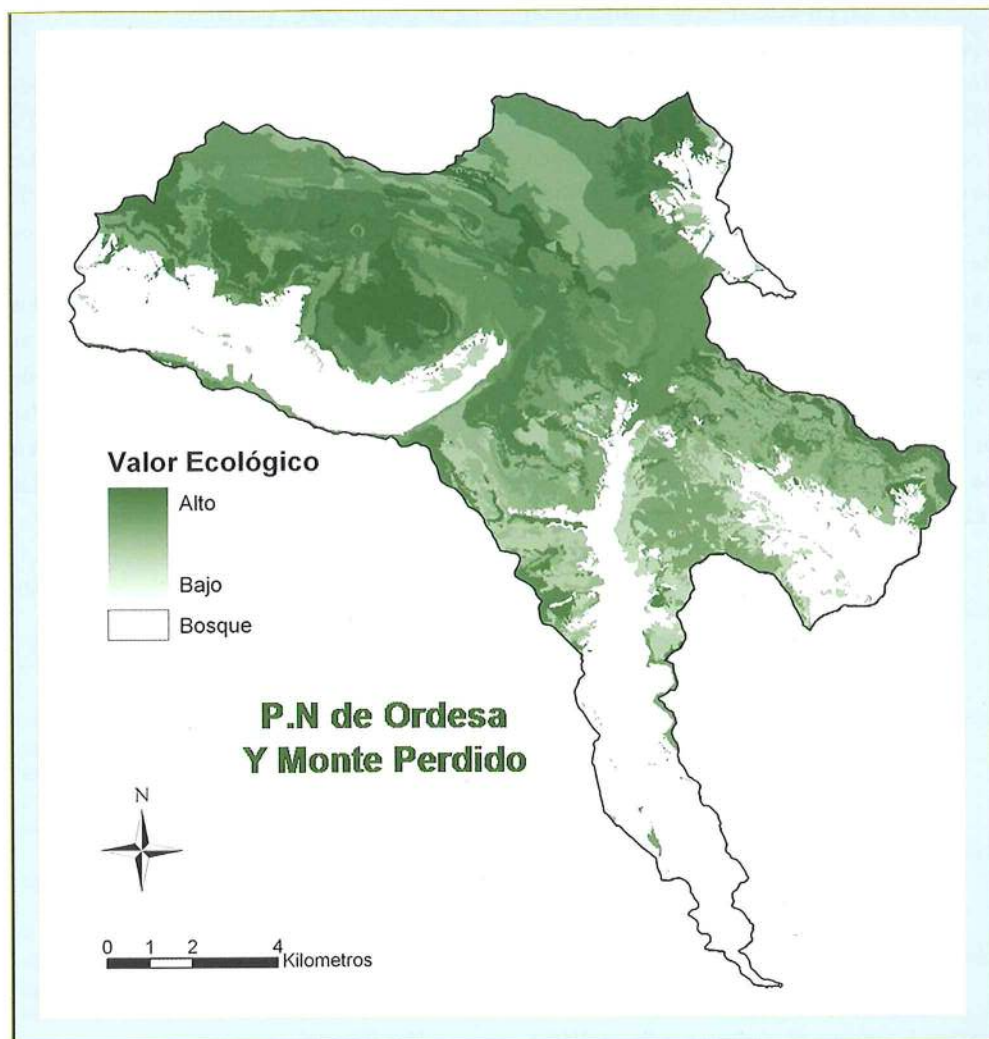 Valor Ecológico
Alto
Bajo
Bosque
P.N de Ordesa
Y Monte Perdido
N
0 1 2 4
Kilometros